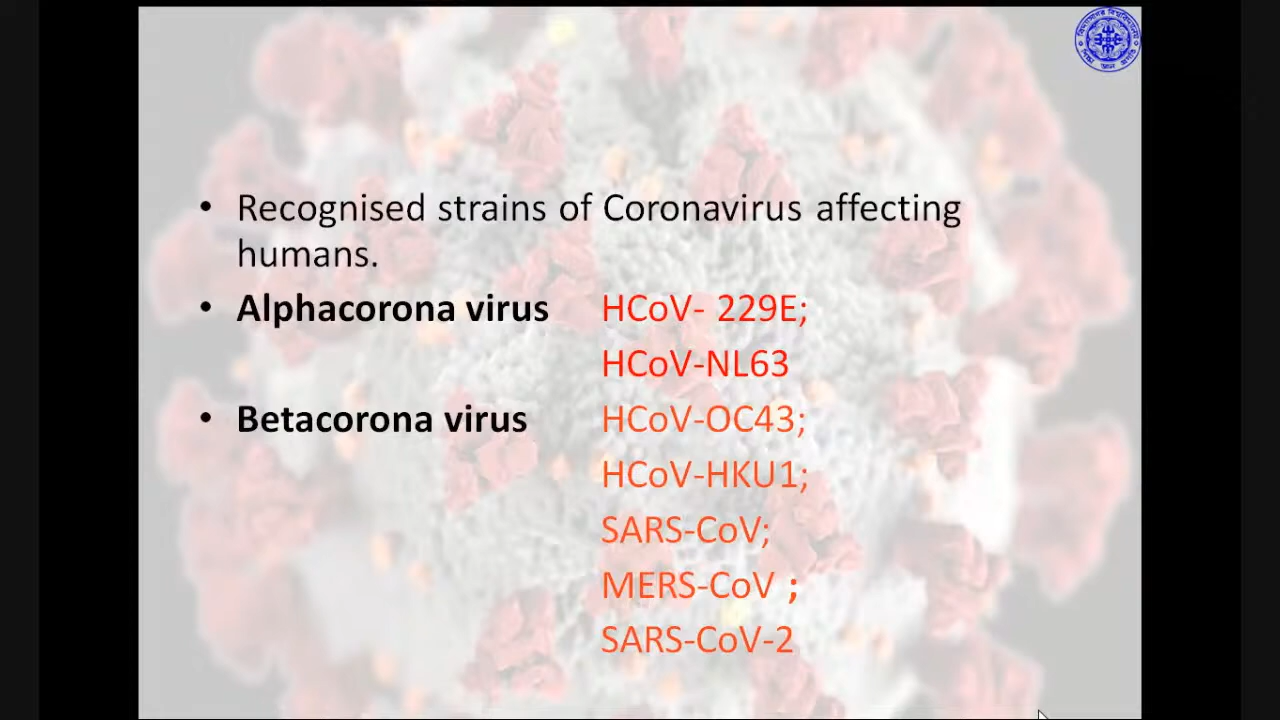 • Recognised strains of Coronavirus affecting
humans.
• Alphacorona virus HCoV- 229E;
HCoV-NL63
• Betacorona virus HCoV-OC43;
HCoV-HKU1;
SARS-CoV;
MERS-CoV ;
SARS-CoV-2